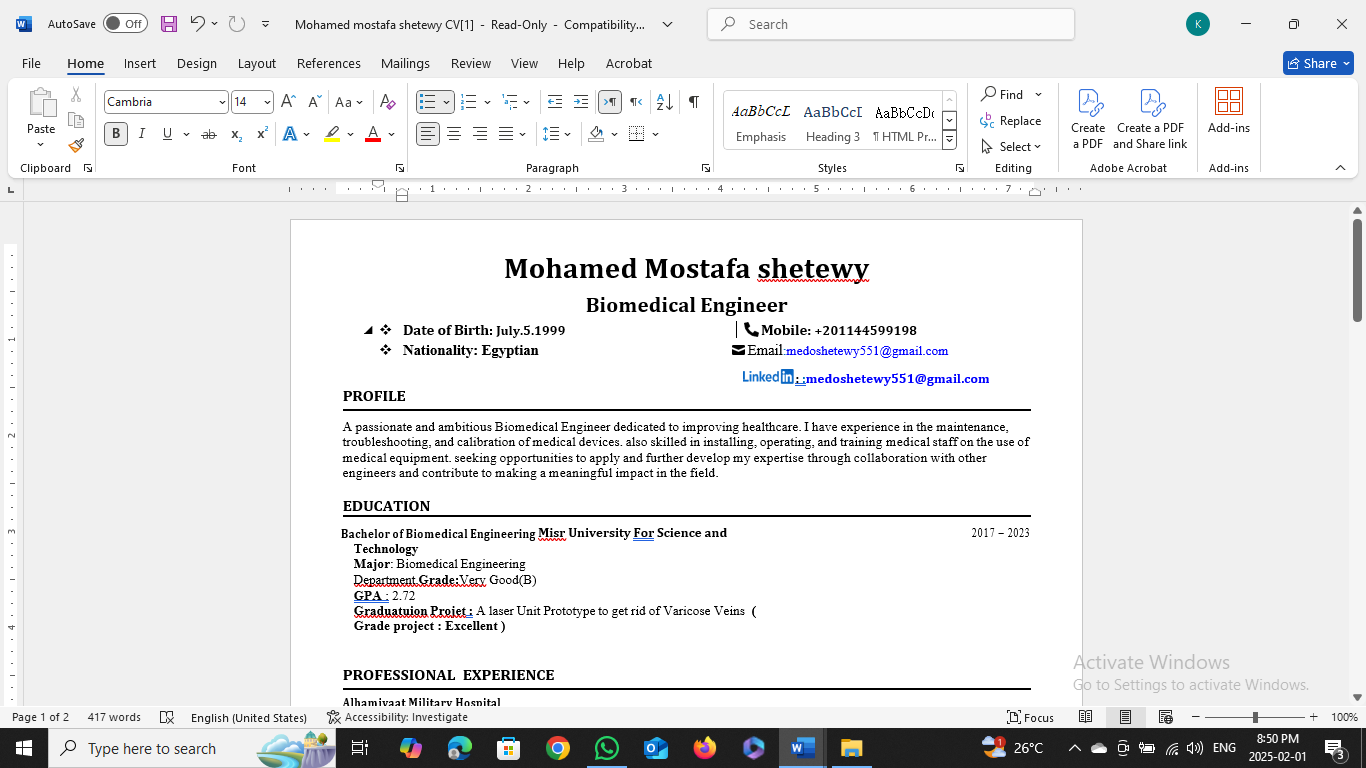 AutoSave Off Mohamed mostafa shetewy CV[1] - Read-Only - Compatibility... Search K
File Home Insert Design Layout References Mailings Review View Help Acrobat Share
Paste
Clipboard
Cambria 14
Font
Paragraph
AaBbCcI AaBbCcI AaBbCcDc
Emphasis Heading 3 ¶ HTML Pr...
Styles
Find
Replace
Select
Editing
Create a PDF
Create a PDF and Share link
Adobe Acrobat
Add-ins
Add-ins
1 2 3 4 5 6 7
Mohamed Mostafa shetewy
Biomedical Engineer
❖ Date of Birth: July.5.1999 Mobile: +201144599198
❖ Nationality: Egyptian Email:medoshetewy551@gmail.com
Linkedin: :medoshetewy551@gmail.com
PROFILE
A passionate and ambitious Biomedical Engineer dedicated to improving healthcare. I have experience in the maintenance,
troubleshooting, and calibration of medical devices. also skilled in installing, operating, and training medical staff on the use of
medical equipment. seeking opportunities to apply and further develop my expertise through collaboration with other
engineers and contribute to making a meaningful impact in the field.
EDUCATION
Bachelor of Biomedical Engineering Misr University For Science and 2017 – 2023
Technology
Major: Biomedical Engineering
Department.Grade:Very Good(B)
GPA : 2.72
Graduatuion Projet : A laser Unit Prototype to get rid of Varicose Veins (
Grade project : Excellent )
PROFESSIONAL EXPERIENCE
Alhamiyaat Military Hospital
Activate Windows
Go to Settings to activate Windows.
Page 1 of 2 417 words English (United States) Accessibility: Investigate Focus 100%
Type here to search 1 26°C ENG 8:50 PM
2025-02-01 3